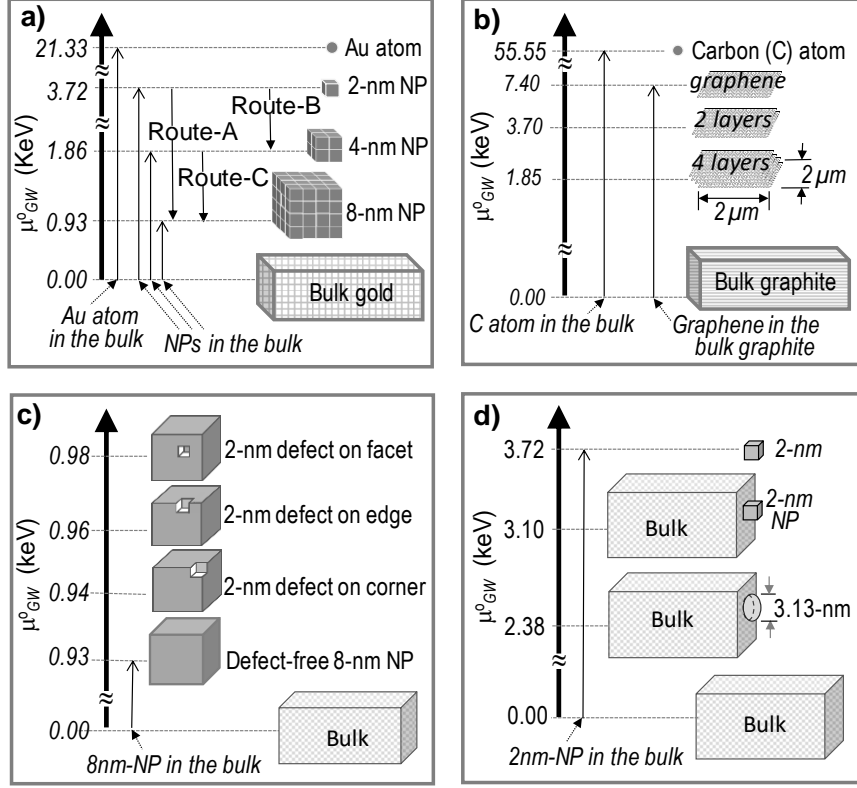 a)
μ°GW (KeV)
21.33
3.72
1.86
0.93
0.00
Au atom
2-nm NP
Route-B
Route-A
4-nm NP
Route-C
8-nm NP
Bulk gold
Au atom
in the bulk
NPs in the bulk
b)
μ°GW (KeV)
55.55
7.40
3.70
1.85
0.00
Carbon (C) atom
graphene
2 layers
4 layers
2 μm
2 μm
Bulk graphite
C atom in the bulk
Graphene in the
bulk graphite
c)
μ°GW (keV)
0.98
0.96
0.94
0.93
0.00
2-nm defect on facet
2-nm defect on edge
2-nm defect on corner
Defect-free 8-nm NP
Bulk
8nm-NP in the bulk
d)
μ°GW (keV)
3.72
3.10
2.38
0.00
2-nm
2-nm
NP
Bulk
3.13-nm
Bulk
Bulk
2nm-NP in the bulk